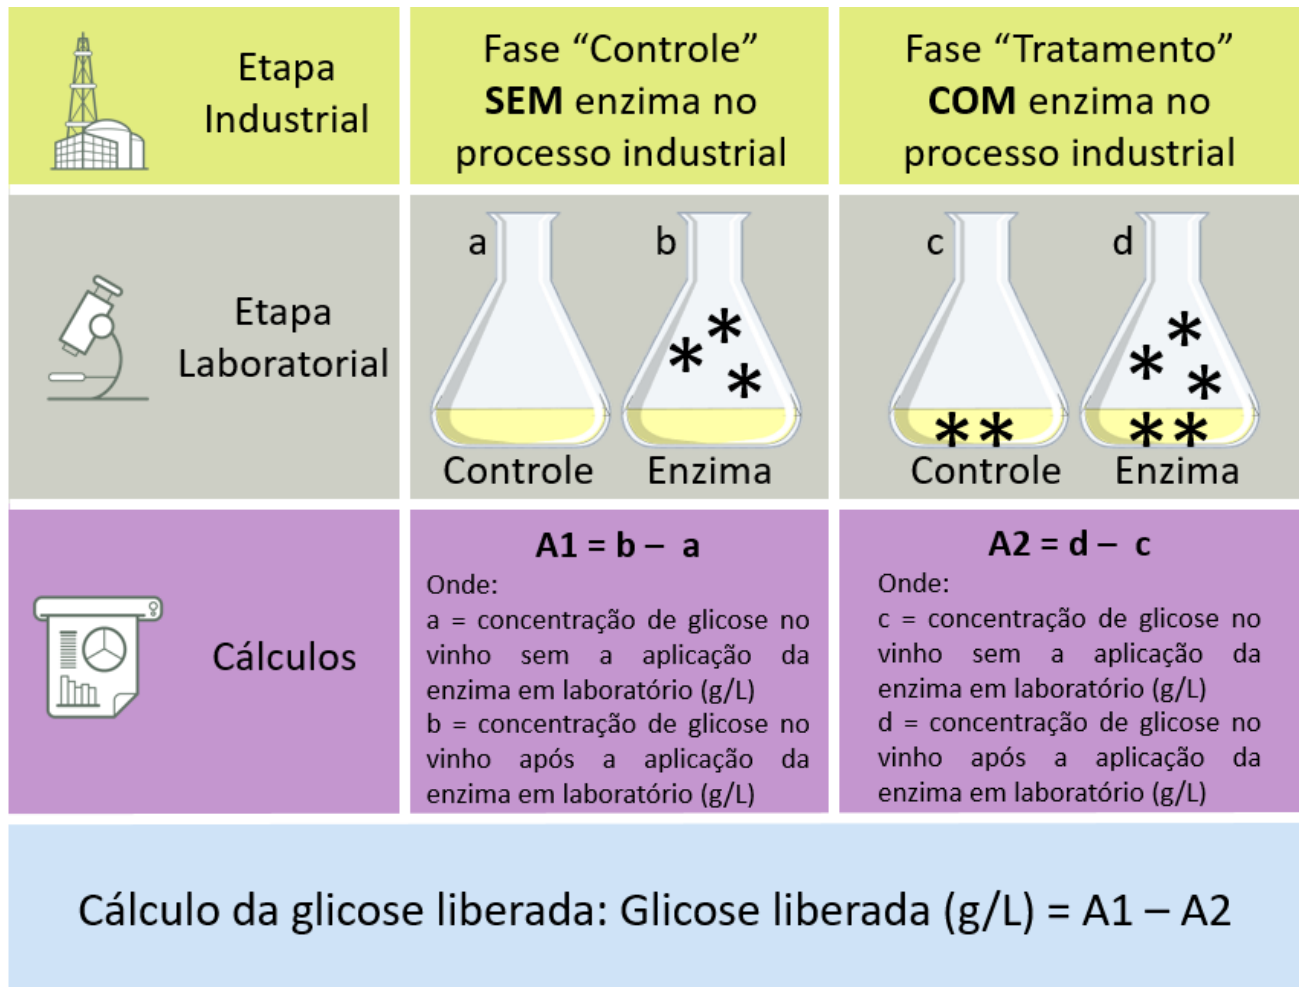 Etapa
Industrial
Fase “Controle”
SEM enzima no
processo industrial
Fase “Tratamento”
COM enzima no
processo industrial
Etapa
Laboratorial
a
b
* * *
Controle
Enzima
c
d
* * *
**
**
Controle
Enzima
Cálculos
A1 = b – a
Onde:
a = concentração de glicose no
vinho sem a aplicação da
enzima em laboratório (g/L)
b = concentração de glicose no
vinho após a aplicação da
enzima em laboratório (g/L)
A2 = d – c
Onde:
c = concentração de glicose no
vinho sem a aplicação da
enzima em laboratório (g/L)
d = concentração de glicose no
vinho após a aplicação da
enzima em laboratório (g/L)
Cálculo da glicose liberada: Glicose liberada (g/L) = A1 – A2